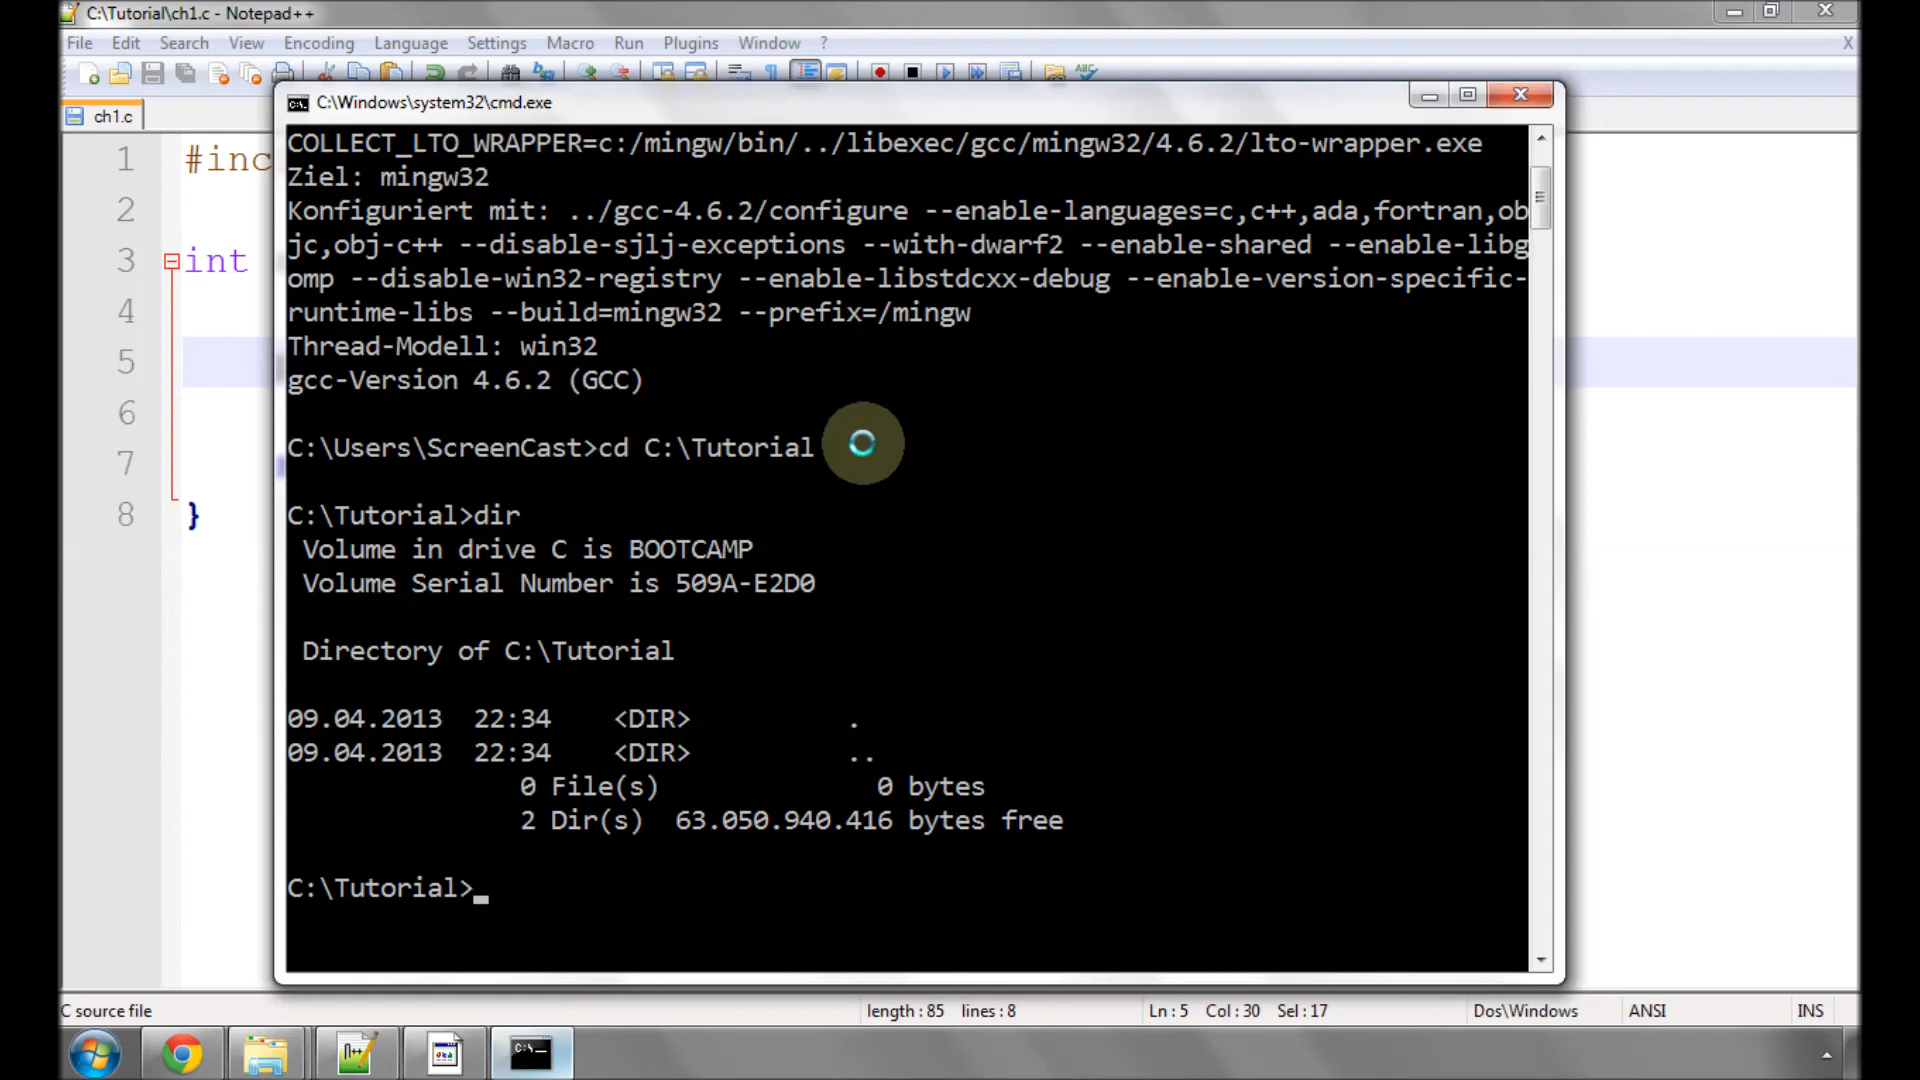 C:\Tutorial\ch1.c - Notepad++
File Edit Search View Encoding Language Settings Macro Run Plugins Window ? X
ch1.c
C:\Windows\system32\cmd.exe
1 #inc
2
3 int
4
5
6
7
8 }
COLLECT_LTO_WRAPPER=c:/mingw/bin/../libexec/gcc/mingw32/4.6.2/lto-wrapper.exe
Ziel: mingw32
Konfiguriert mit: ../gcc-4.6.2/configure --enable-languages=c,c++,ada,fortran,ob
jc,obj-c++ --disable-sjlj-exceptions --with-dwarf2 --enable-shared --enable-libg
omp --disable-win32-registry --enable-libstdcxx-debug --enable-version-specific-
runtime-libs --build=mingw32 --prefix=/mingw
Thread-Modell: win32
gcc-Version 4.6.2 (GCC)
C:\Users\ScreenCast>cd C:\Tutorial
C:\Tutorial>dir
Volume in drive C is BOOTCAMP
Volume Serial Number is 509A-E2D0
Directory of C:\Tutorial
09.04.2013 22:34 <DIR> .
09.04.2013 22:34 <DIR> ..
0 File(s) 0 bytes
2 Dir(s) 63.050.940.416 bytes free
C:\Tutorial>_
C source file length : 85 lines : 8 Ln : 5 Col : 30 Sel : 17 Dos\Windows ANSI INS